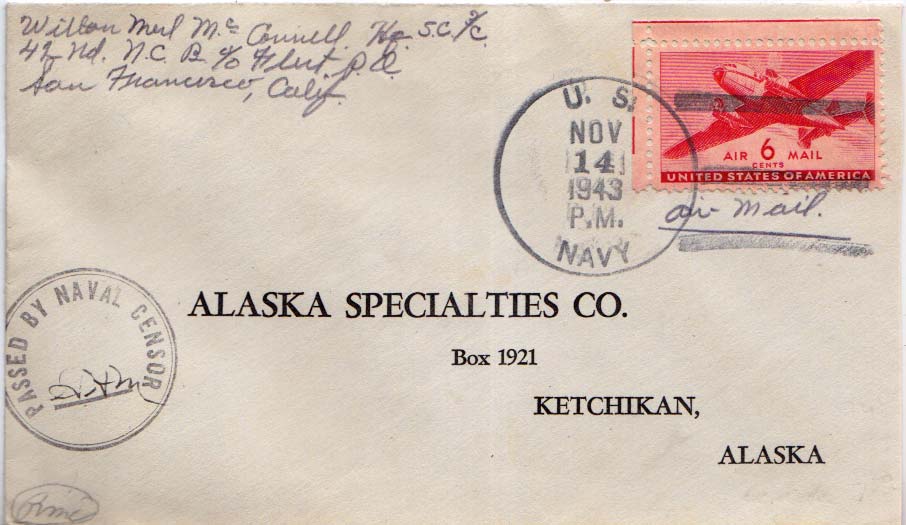 Wilton Merl McConnell Ha S.C. 2/C.
42 Nd. N.C.B. c/o Fleet P.O.
San Francisco, Calif.
U. S.
NOV
14
1943
P.M.
NAVY
AIR 6 MAIL
CENTS
UNITED STATES OF AMERICA
air mail.
PASSED BY NAVAL CENSOR
ALASKA SPECIALTIES CO.
Box 1921
KETCHIKAN,
ALASKA